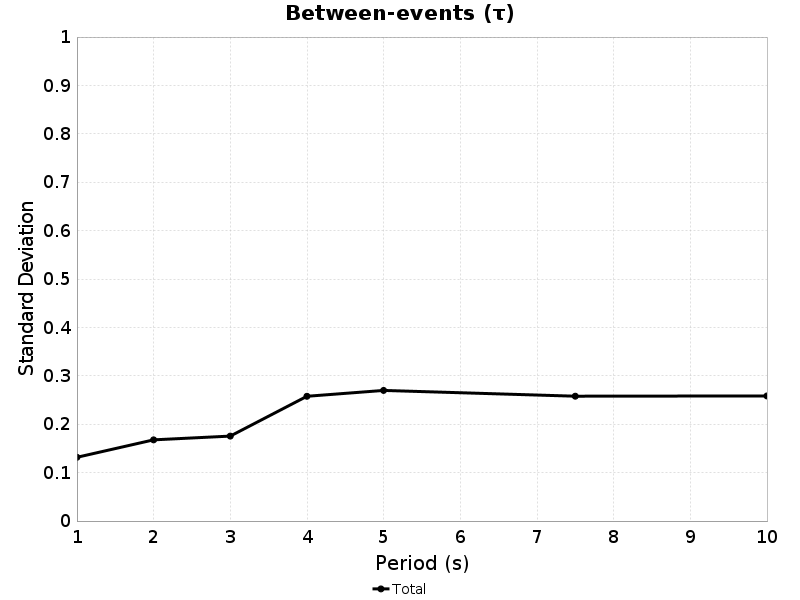 Between-events (τ)
1
0.9
0.8
0.7
0.6
0.5
0.4
0.3
0.2
0.1
0
Standard Deviation
1 2 3 4 5 6 7 8 9 10
Period (s)
Total